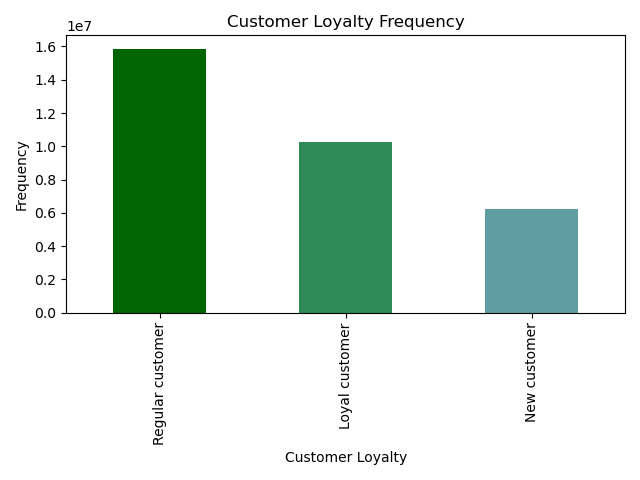 Customer Loyalty Frequency
1e7
1.6
1.4
1.2
1.0
0.8
0.6
0.4
0.2
0.0
Frequency
Regular customer
Loyal customer
New customer
Customer Loyalty